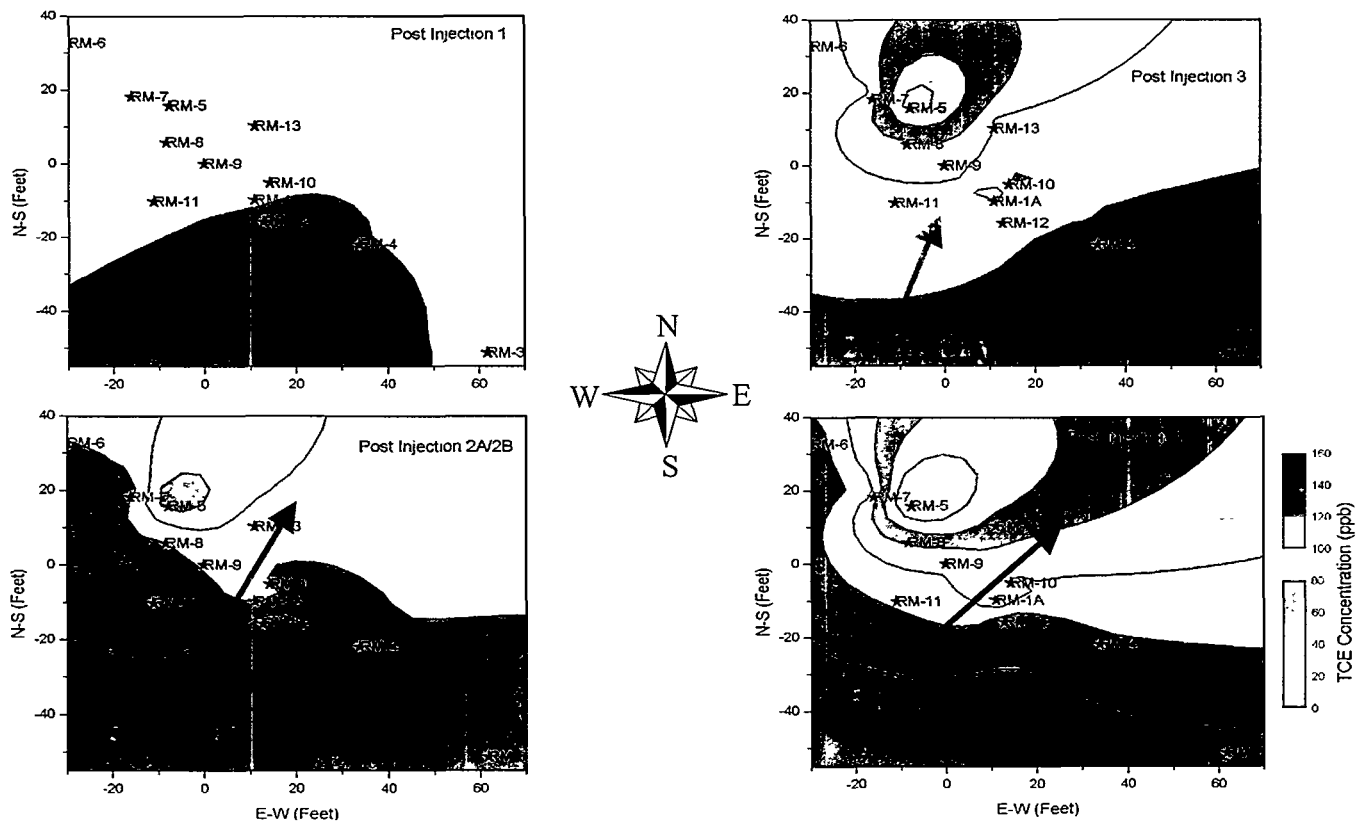 Post Injection 1
40
20
0
-20
-40
N-S (Feet)
-20 0 20 40 60
RM-6
RM-7
RM-5
RM-13
RM-8
RM-9
RM-10
RM-11
RM-4
RM-3
Post Injection 3
40
20
0
-20
-40
N-S (Feet)
-20 0 20 40 60
RM-6
RM-7
RM-5
RM-13
RM-8
RM-9
RM-10
RM-11
RM-1A
RM-12
N
W E
S
Post Injection 2A/2B
40
20
0
-20
-40
N-S (Feet)
-20 0 20 40 60
E-W (Feet)
RM-6
RM-5
RM-8
RM-9
40
20
0
-20
-40
N-S (Feet)
-20 0 20 40 60
E-W (Feet)
RM-6
RM-7
RM-5
RM-9
RM-10
RM-11
RM-1A
160
140
120
100
80
60
40
20
0
TCE Concentration (ppb)